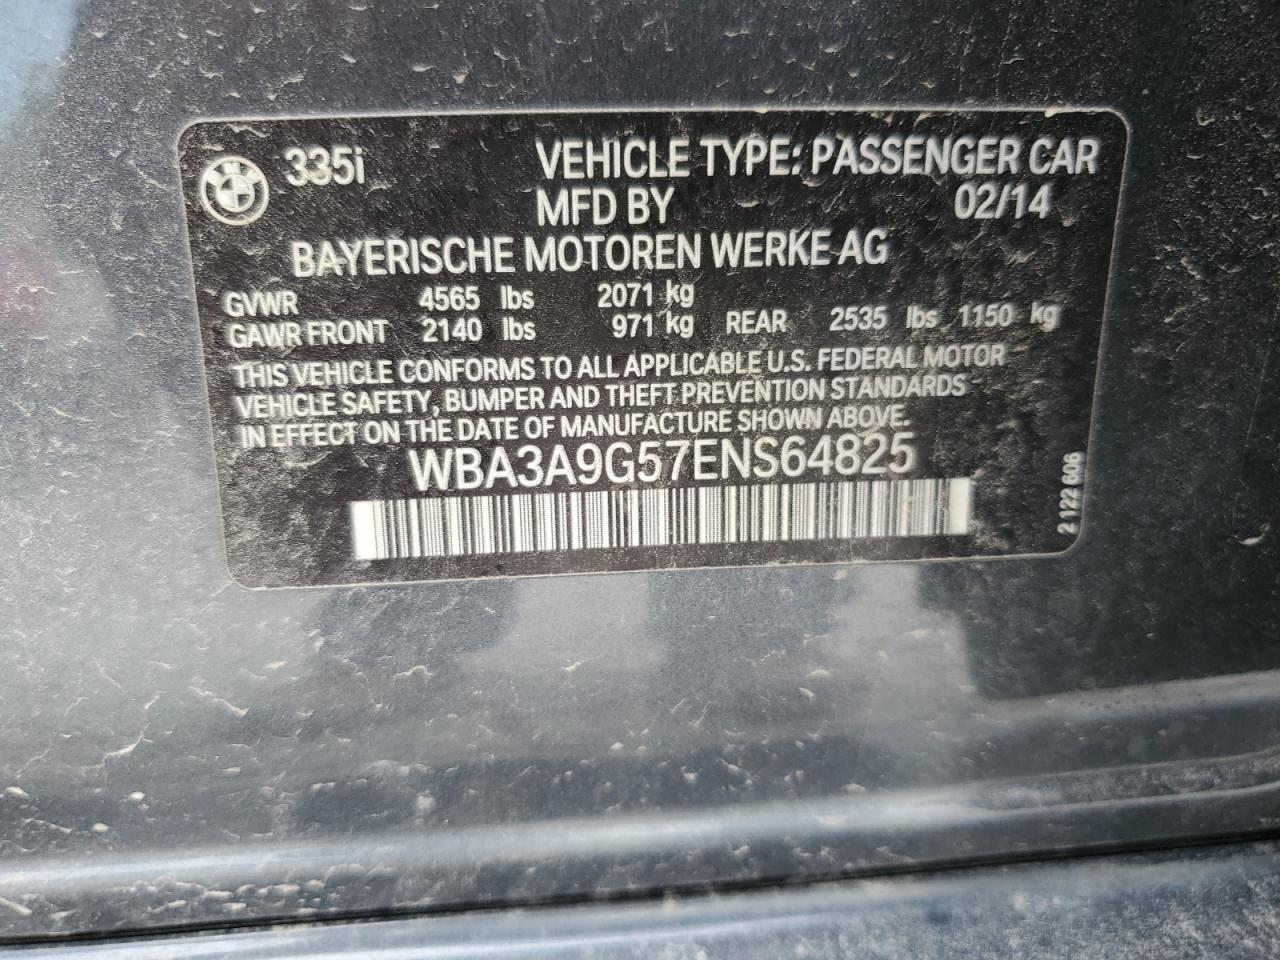 BMW 335i VEHICLE TYPE: PASSENGER CAR
MFD BY 02/14
BAYERISCHE MOTOREN WERKE AG
GVWR 4565 lbs 2071 kg
GAWR FRONT 2140 lbs 971 kg REAR 2535 lbs 1150 kg
THIS VEHICLE CONFORMS TO ALL APPLICABLE U.S. FEDERAL MOTOR
VEHICLE SAFETY, BUMPER AND THEFT PREVENTION STANDARDS
IN EFFECT ON THE DATE OF MANUFACTURE SHOWN ABOVE.
WBA3A9G57ENS64825
2 122 606